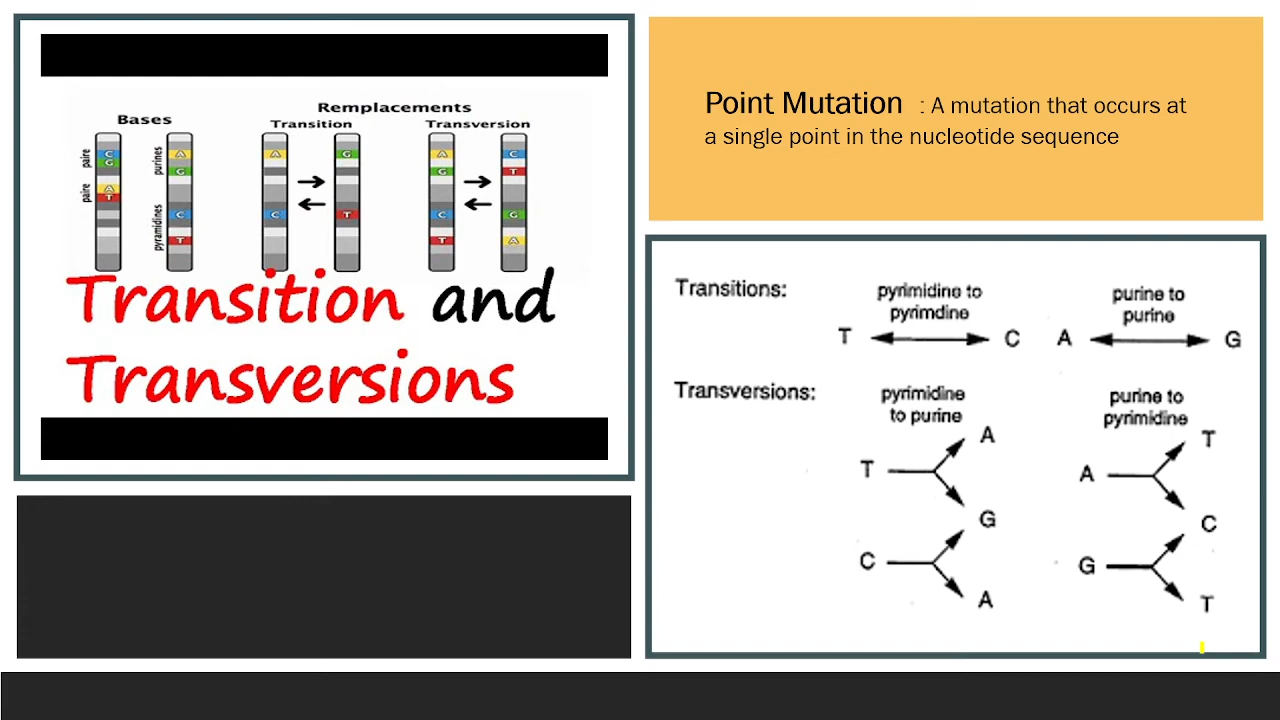 Remplacements
Bases
Transition
Transversion
paire
paire
purines
pyramidines
C
G
A
T
A
G
C
T
A
C
G
T
A
G
C
T
C
T
G
A
Transition and
Transversions
Point Mutation : A mutation that occurs at
a single point in the nucleotide sequence
Transitions:
pyrimidine to
pyrimdine
purine to
purine
T C A G
Transversions:
pyrimidine
to purine
purine to
pyrimidine
T
A
G
C
A
A
T
C
G
T